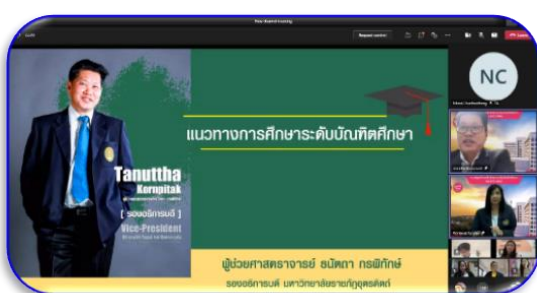 Request control
NC
แนวทางการศึกษาระดับบัณฑิตศึกษา
Tanuttha
Kornpitak
[ รองอธิการบดี ]
Vice-President
ผู้ช่วยศาสตราจารย์ ธนัตถา กรพิทักษ์
รองอธิการบดี มหาวิทยาลัยราชภัฏอุตรดิตถ์